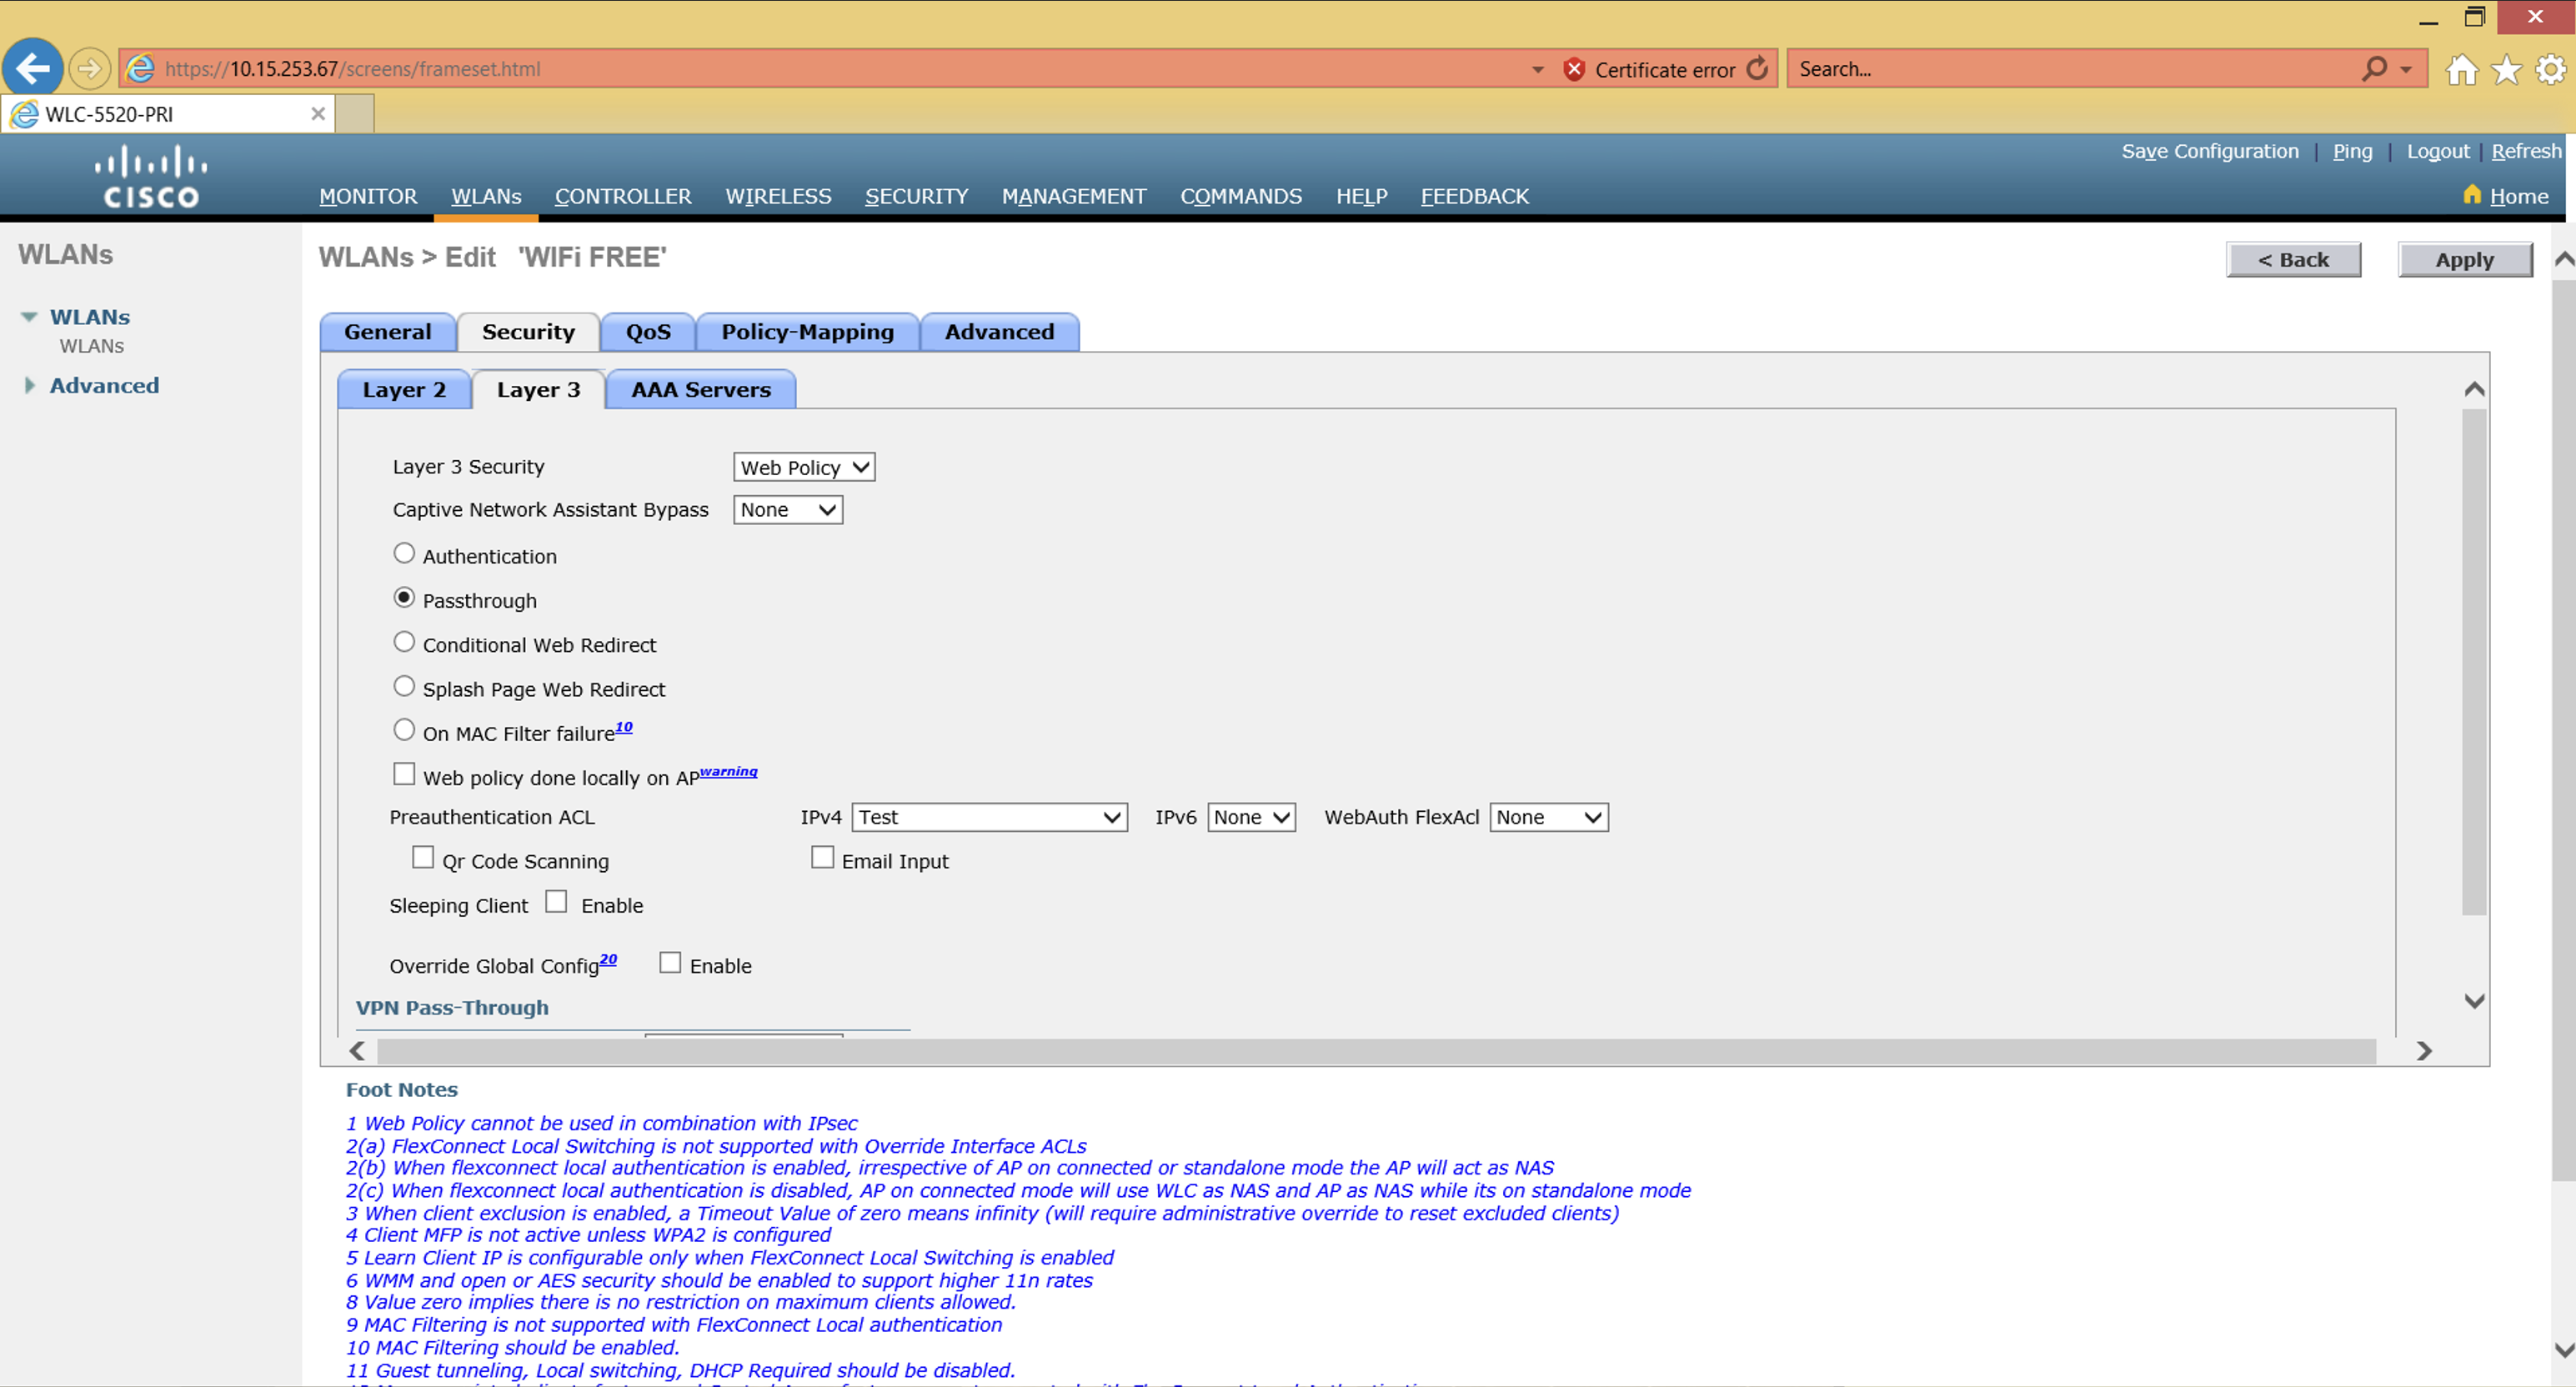 https://10.15.253.67/screens/frameset.html
Certificate error
Search...
WLC-5520-PRI
Save Configuration | Ping | Logout | Refresh
CISCO
MONITOR WLANs CONTROLLER WIRELESS SECURITY MANAGEMENT COMMANDS HELP FEEDBACK
Home
WLANs
WLANs
WLANs
Advanced
WLANs > Edit 'WIFi FREE'
< Back
Apply
General Security QoS Policy-Mapping Advanced
Layer 2 Layer 3 AAA Servers
Layer 3 Security Web Policy
Captive Network Assistant Bypass None
Authentication
Passthrough
Conditional Web Redirect
Splash Page Web Redirect
On MAC Filter failure10
Web policy done locally on APwarning
Preauthentication ACL IPv4 Test IPv6 None WebAuth FlexAcl None
Qr Code Scanning Email Input
Sleeping Client Enable
Override Global Config20 Enable
VPN Pass-Through
Foot Notes
1 Web Policy cannot be used in combination with IPsec
2(a) FlexConnect Local Switching is not supported with Override Interface ACLs
2(b) When flexconnect local authentication is enabled, irrespective of AP on connected or standalone mode the AP will act as NAS
2(c) When flexconnect local authentication is disabled, AP on connected mode will use WLC as NAS and AP as NAS while its on standalone mode
3 When client exclusion is enabled, a Timeout Value of zero means infinity (will require administrative override to reset excluded clients)
4 Client MFP is not active unless WPA2 is configured
5 Learn Client IP is configurable only when FlexConnect Local Switching is enabled
6 WMM and open or AES security should be enabled to support higher 11n rates
8 Value zero implies there is no restriction on maximum clients allowed.
9 MAC Filtering is not supported with FlexConnect Local authentication
10 MAC Filtering should be enabled.
11 Guest tunneling, Local switching, DHCP Required should be disabled.